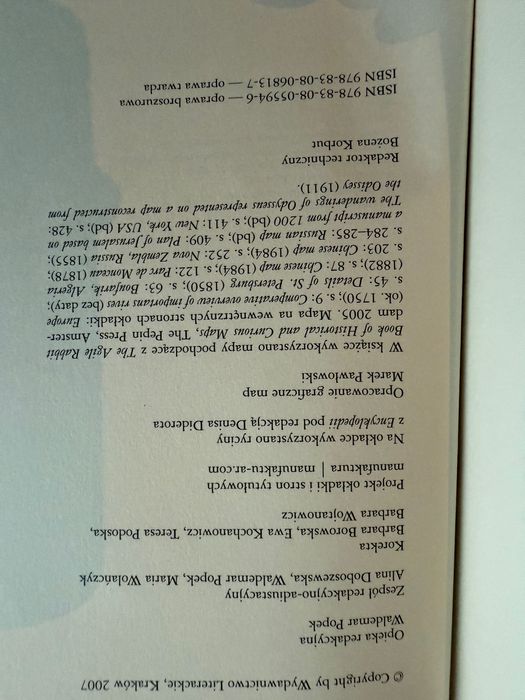 © Copyright by Wydawnictwo Literackie, Kraków 2007
Opieka redakcyjna
Waldemar Popek
Zespół redakcyjno-adiustacyjny
Alina Doboszewska, Waldemar Popek, Maria Wolańczyk
Korekta
Barbara Borowska, Ewa Kochanowicz, Teresa Podoska,
Barbara Wojtanowicz
Projekt okładki i stron tytułowych
manufaktura | manufaktu-ar.com
Na okładce wykorzystano ryciny
z Encyklopedii pod redakcją Denisa Diderota
Opracowanie graficzne map
Marek Pawłowski
W książce wykorzystano mapy pochodzące z The Agile Rabbit
Book of Historical and Curious Maps, The Pepin Press, Amster-
dam 2005. Mapa na wewnętrznych stronach okładki: Europe
(ok. 1750); s. 9: Comperative overview of importans rives (bez daty);
s. 45: Details of St. Petersburg (1850); s. 63: Bonfarik, Algeria
(1882); s. 87: Chinese map (1984); s. 122: Parc de Monceau (1878);
s. 203: Chinese map (1984); s. 252: Nova Zembla, Russia (1855);
s. 284–285: Russian map (bd); s. 409: Plan of Jerusalem based on
a manuscript from 1200 (bd); s. 411: New York, USA (bd); s. 428:
The wanderings of Odysseus represented on a map reconstructed from
the Odyssey (1911).
Redaktor techniczny
Bożena Korbut
ISBN 978-83-08-05594-6 — oprawa broszurowa
ISBN 978-83-08-06813-7 — oprawa twarda